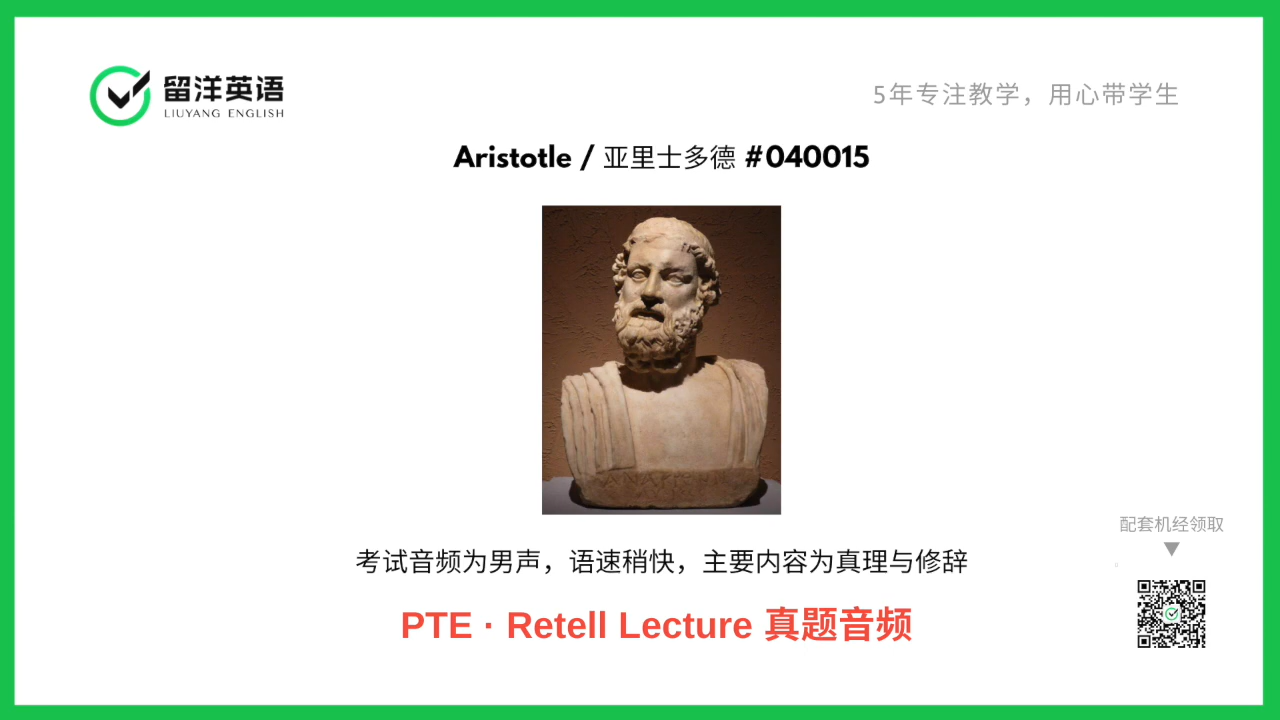 留洋英语
LIUYANG ENGLISH
5年专注教学，用心带学生
Aristotle / 亚里士多德 #040015
考试音频为男声，语速稍快，主要内容为真理与修辞
PTE · Retell Lecture 真题音频
配套机经领取